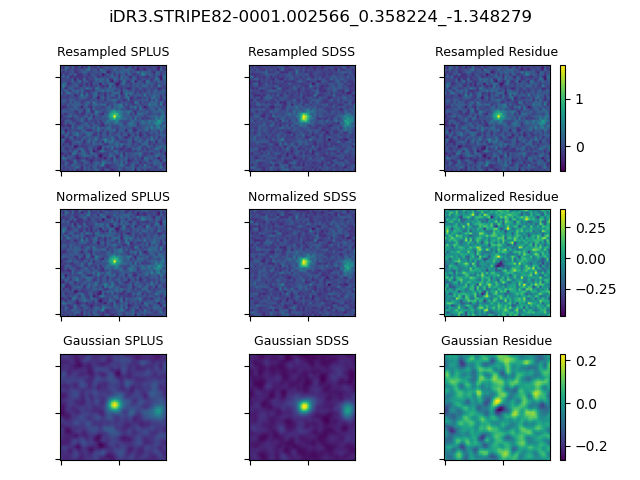 iDR3.STRIPE82-0001.002566_0.358224_-1.348279
Resampled SPLUS
Resampled SDSS
Resampled Residue
1
0
Normalized SPLUS
Normalized SDSS
Normalized Residue
0.25
0.00
−0.25
Gaussian SPLUS
Gaussian SDSS
Gaussian Residue
0.2
0.0
−0.2